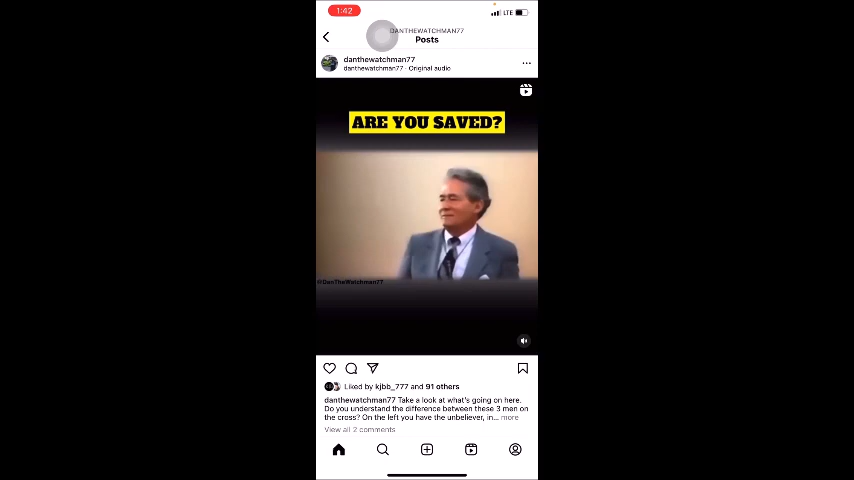 1:42
LTE
DANTHEWATCHMAN77
Posts
danthewatchman77
danthewatchman77 · Original audio
ARE YOU SAVED?
@DanTheWatchman77
Liked by kjbb_777 and 91 others
danthewatchman77 Take a look at what's going on here.
Do you understand the difference between these 3 men on
the cross? On the left you have the unbeliever, in... more
View all 2 comments